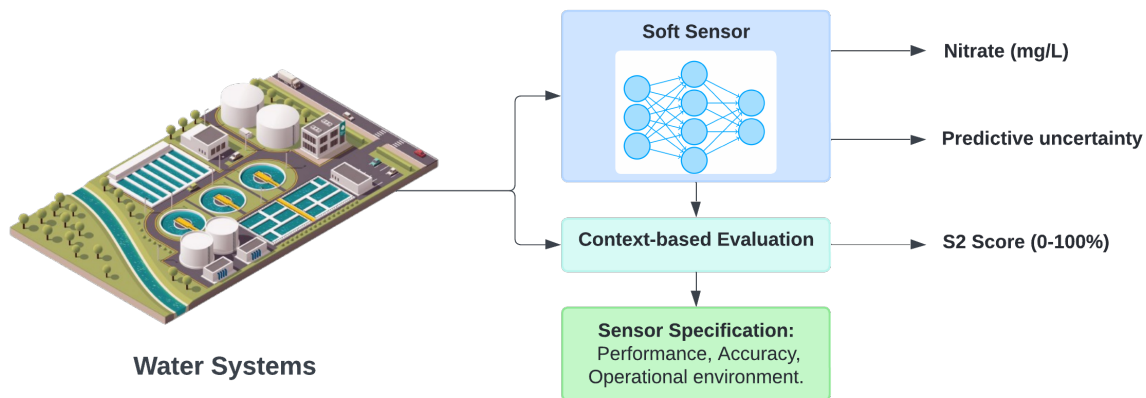 Soft Sensor
Nitrate (mg/L)
Predictive uncertainty
Context-based Evaluation
S2 Score (0-100%)
Sensor Specification:
Performance, Accuracy,
Operational environment.
Water Systems